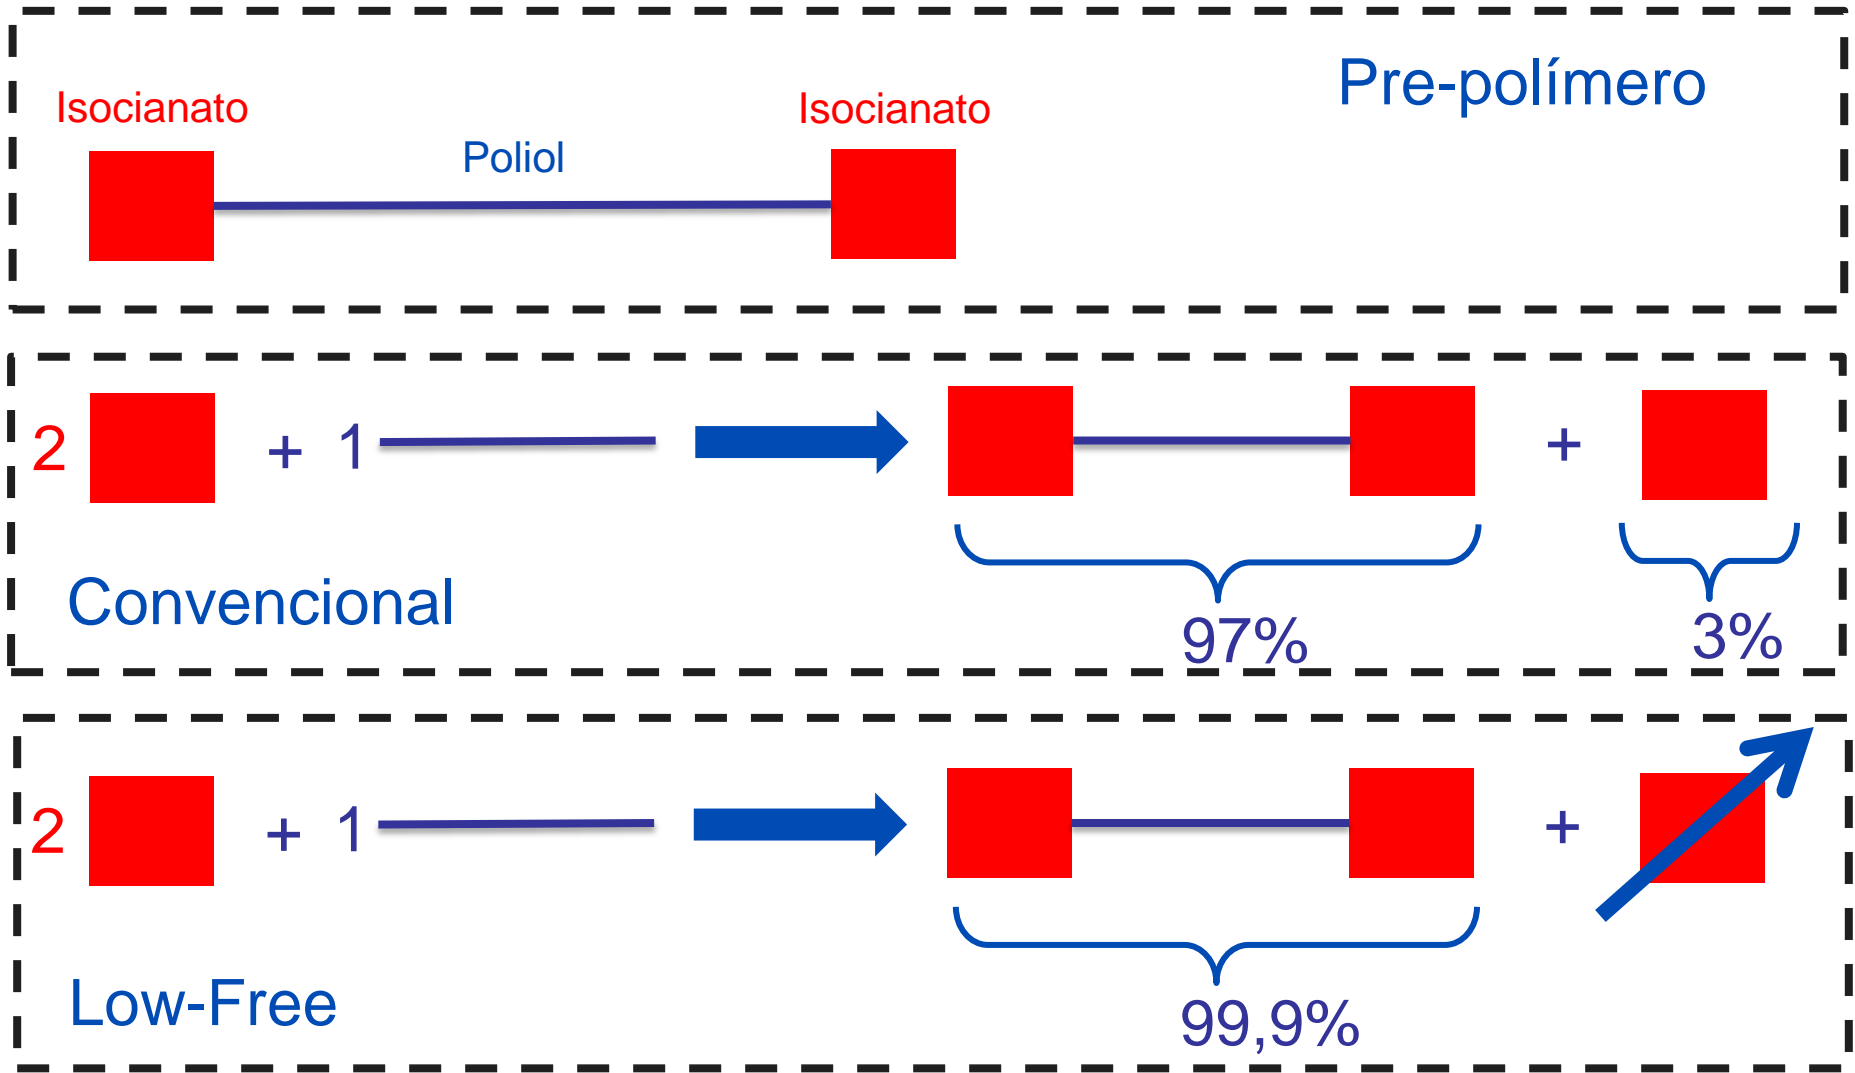 Pre-polímero
Isocianato
Isocianato
Poliol
2 + 1 +
Convencional
97%
3%
2 + 1 +
Low-Free
99,9%